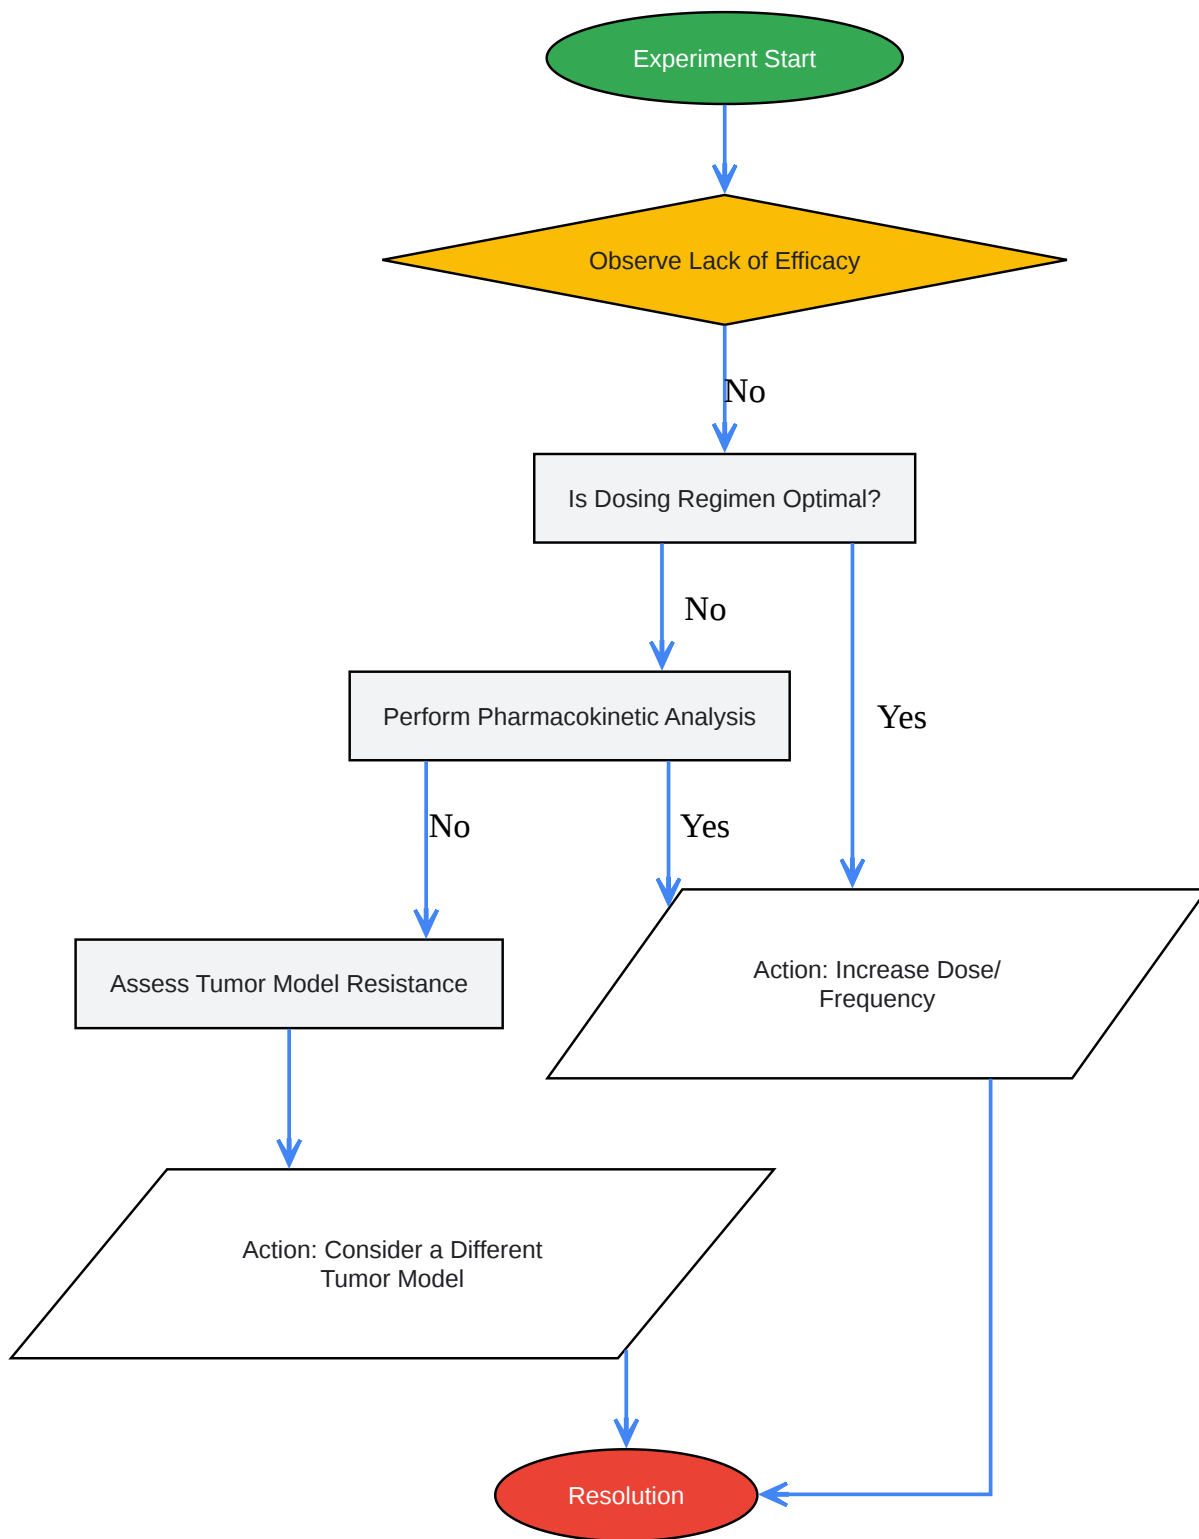 Experiment Start
Observe Lack of Efficacy
No
Is Dosing Regimen Optimal?
No
Perform Pharmacokinetic Analysis
Yes
No
Yes
Action: Increase Dose/
Frequency
Assess Tumor Model Resistance
Action: Consider a Different
Tumor Model
Resolution